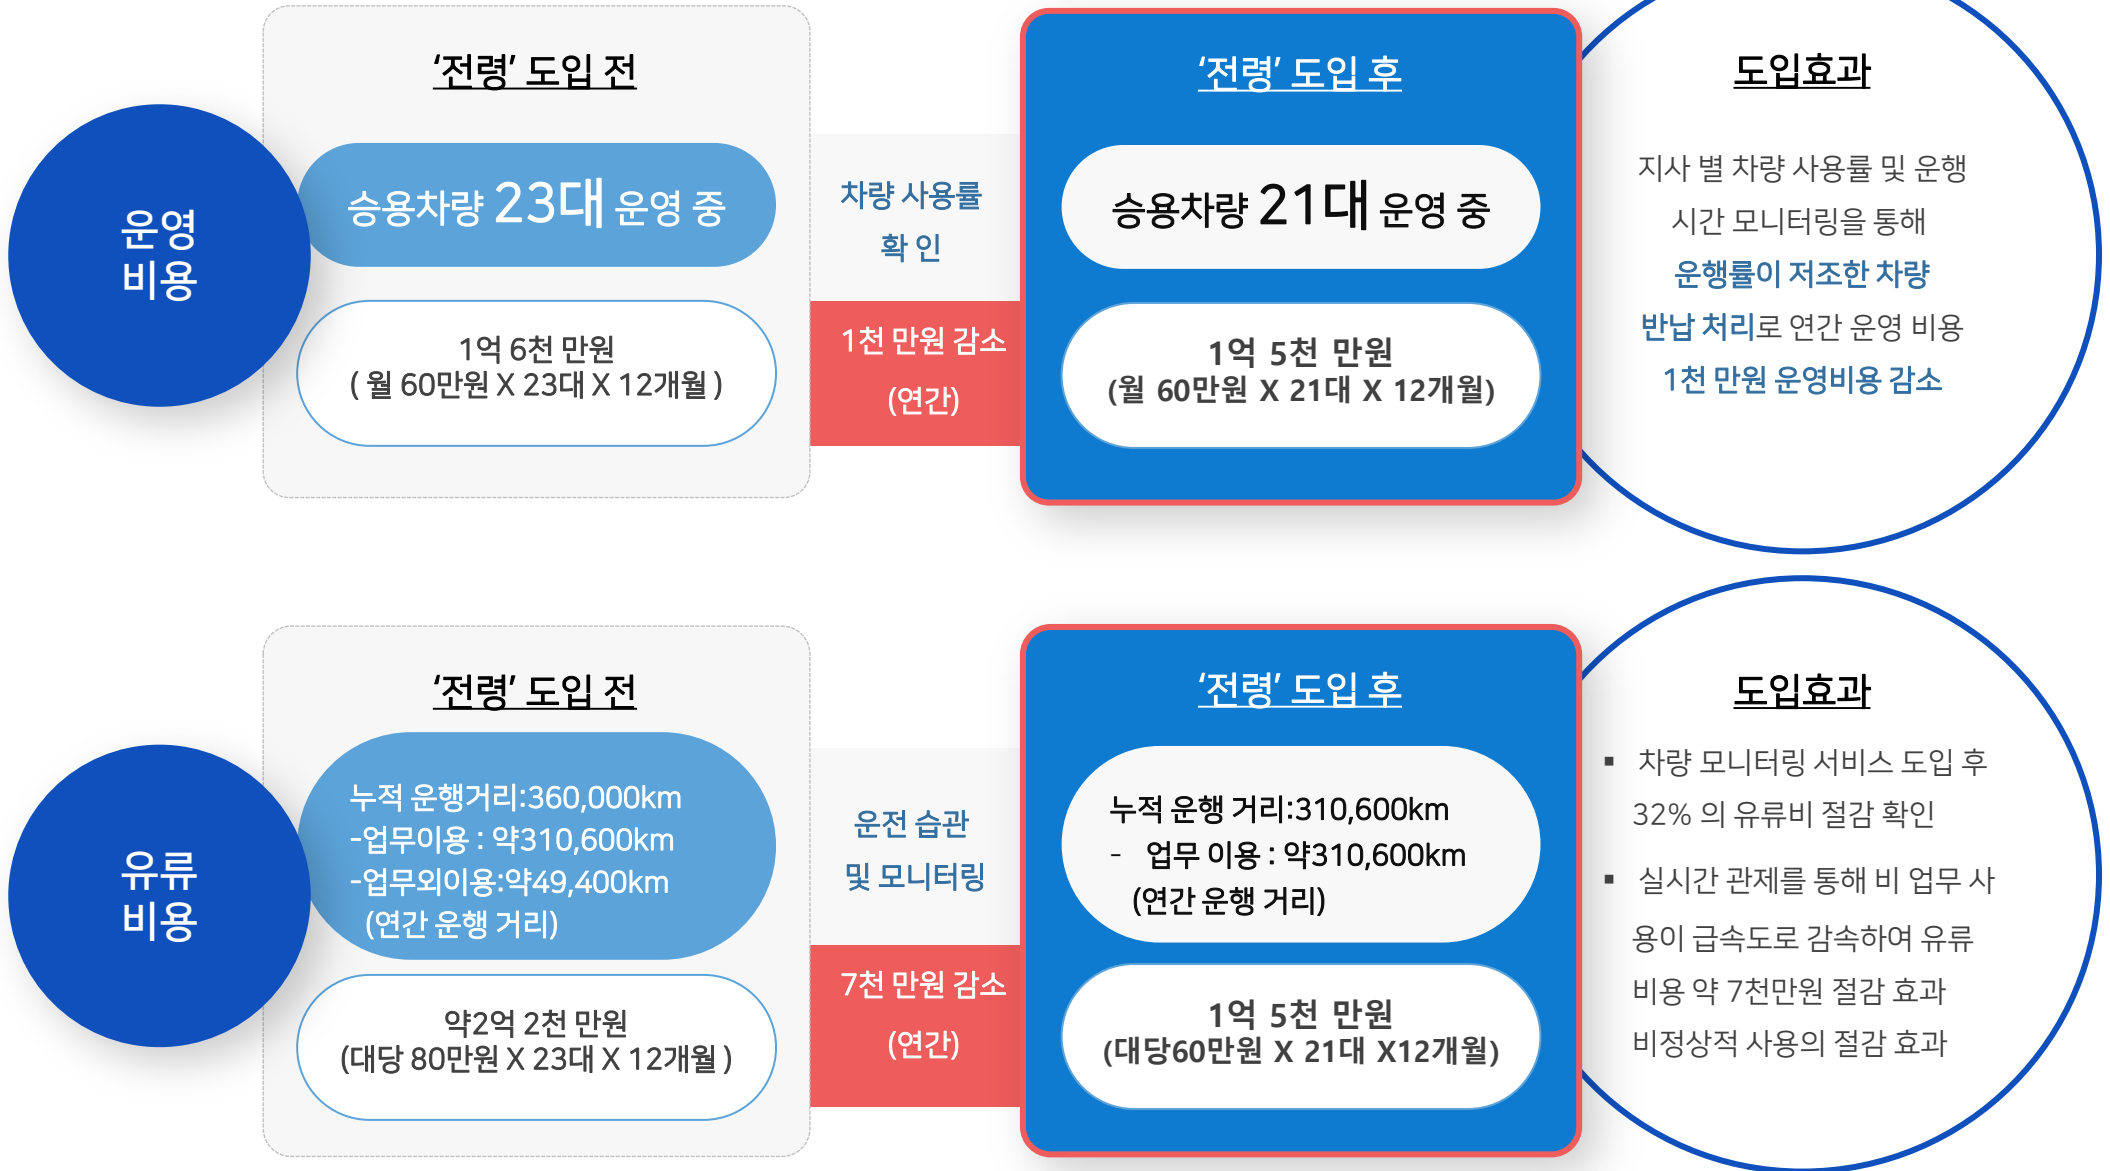 운영
비용
‘전령’ 도입 전
승용차량 23대 운영 중
1억 6천 만원
( 월 60만원 X 23대 X 12개월 )
차량 사용률
확 인
1천 만원 감소
(연간)
‘전령’ 도입 후
승용차량 21대 운영 중
1억 5천 만원
(월 60만원 X 21대 X 12개월)
도입효과
지사 별 차량 사용률 및 운행
시간 모니터링을 통해
운행률이 저조한 차량
반납 처리로 연간 운영 비용
1천 만원 운영비용 감소
유류
비용
‘전령’ 도입 전
누적 운행거리:360,000km
-업무이용 : 약310,600km
-업무외이용:약49,400km
(연간 운행 거리)
약2억 2천 만원
(대당 80만원 X 23대 X 12개월 )
운전 습관
및 모니터링
7천 만원 감소
(연간)
‘전령’ 도입 후
누적 운행 거리:310,600km
- 업무 이용 : 약310,600km
(연간 운행 거리)
1억 5천 만원
(대당60만원 X 21대 X12개월)
도입효과
▪ 차량 모니터링 서비스 도입 후
32% 의 유류비 절감 확인
▪ 실시간 관제를 통해 비 업무 사
용이 급속도로 감속하여 유류
비용 약 7천만원 절감 효과
비정상적 사용의 절감 효과